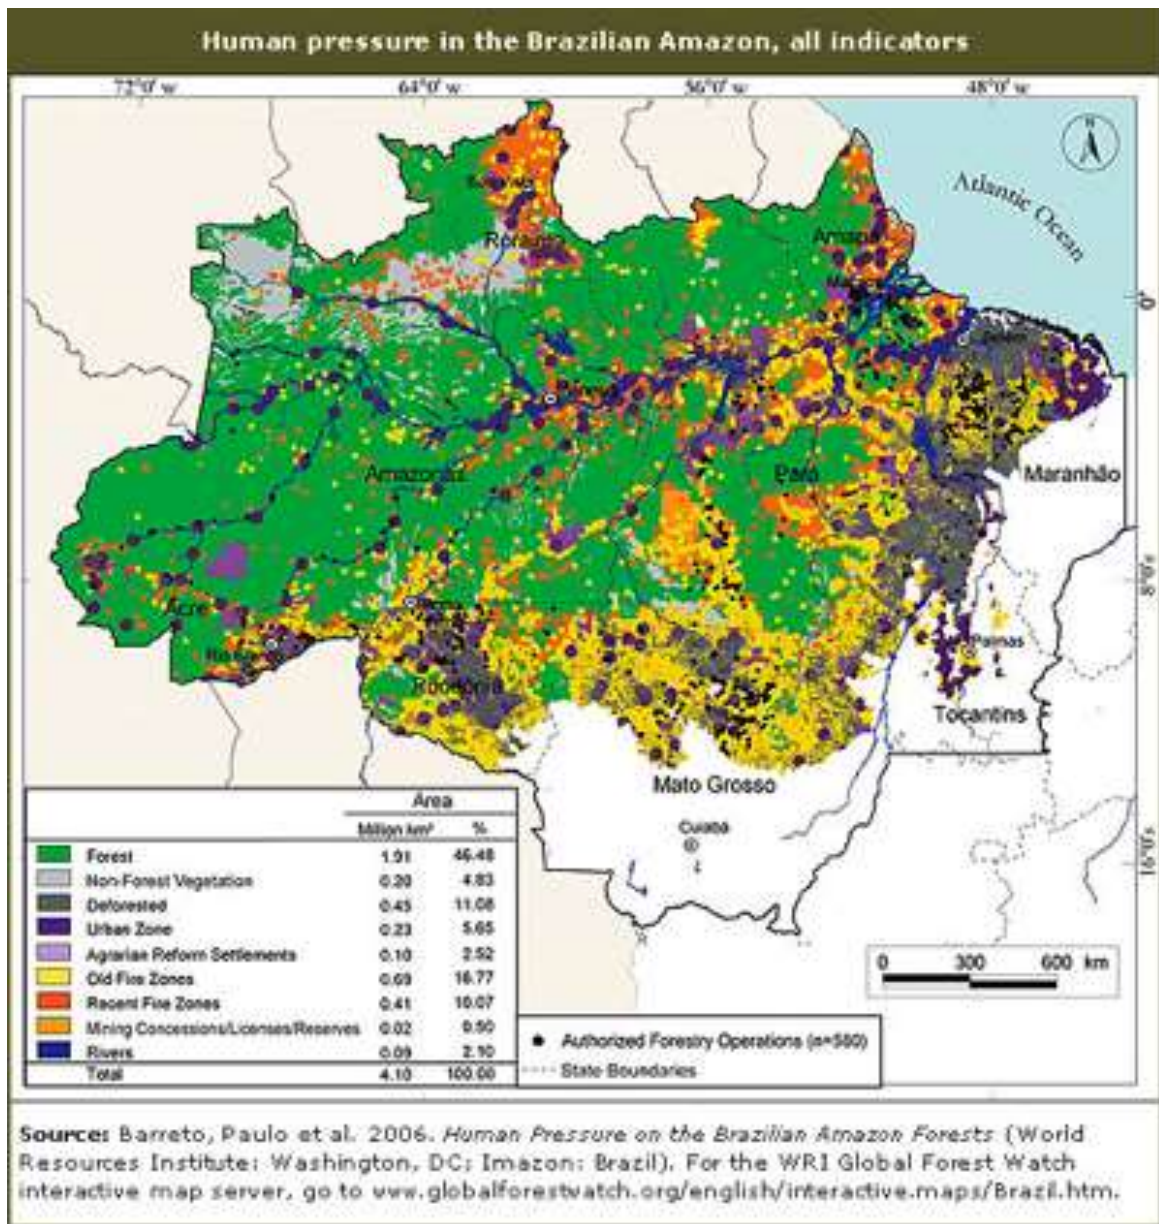 Human pressure in the Brazilian Amazon, all indicators
72°0' w 64°0' w 56°0' w 48°0' w
N
Atlantic Ocean
Roraima
Amapá
0°
Amazonas
Pará
Maranhão
8°0's
Acre
Palmas
Rondonia
Tocantins
Mato Grosso
Cuiabá
16°0's
Area
Million km² %
Forest 1.91 46.48
Non-Forest Vegetation 0.20 4.83
Deforested 0.45 11.08
Urban Zone 0.23 5.65
Agrarian Reform Settlements 0.10 2.52
Old Fire Zones 0.69 16.77
Recent Fire Zones 0.41 10.07
Mining Concessions/Licenses/Reserves 0.02 0.50
Rivers 0.09 2.10
Total 4.10 100.00
0 300 600 km
Authorized Forestry Operations (n=580)
State Boundaries
Source: Barreto, Paulo et al. 2006. Human Pressure on the Brazilian Amazon Forests (World
Resources Institute: Washington, DC; Imazon: Brazil). For the WRI Global Forest Watch
interactive map server, go to www.globalforestwatch.org/english/interactive.maps/Brazil.htm.